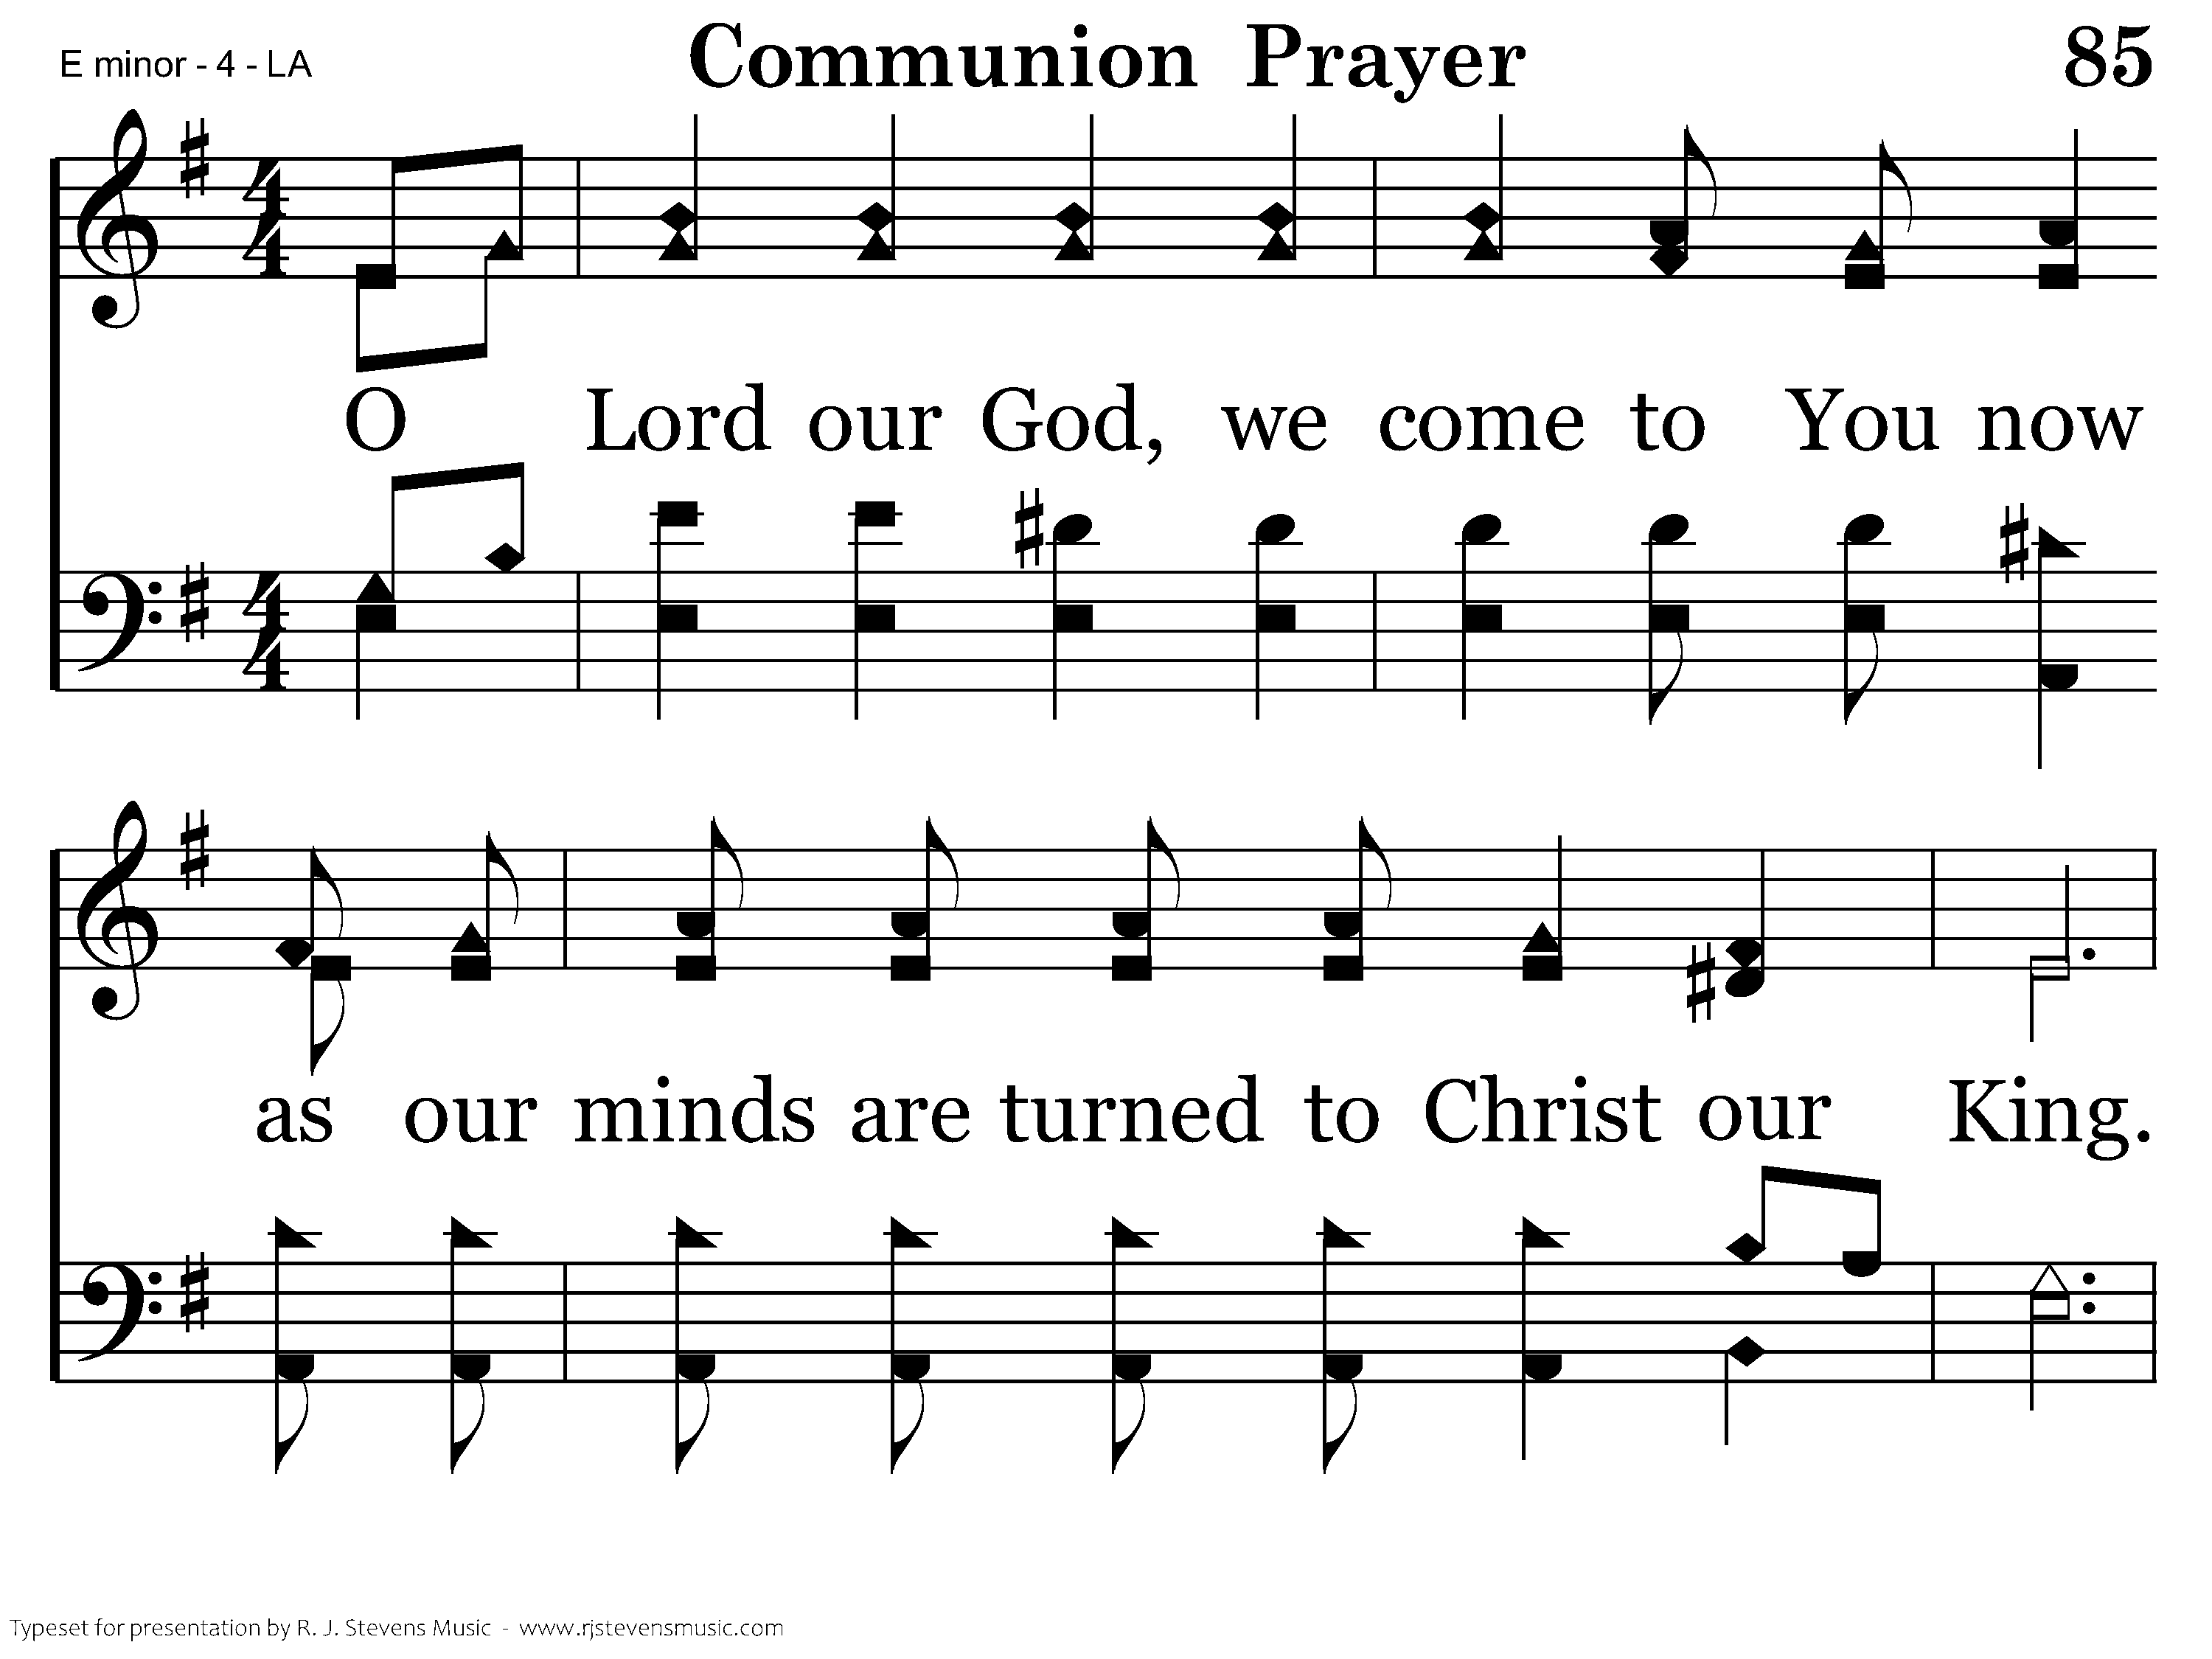 E minor - 4 - LA
Communion Prayer
85
O Lord our God, we come to You now
as our minds are turned to Christ our King.
Typeset for presentation by R. J. Stevens Music - www.rjstevensmusic.com